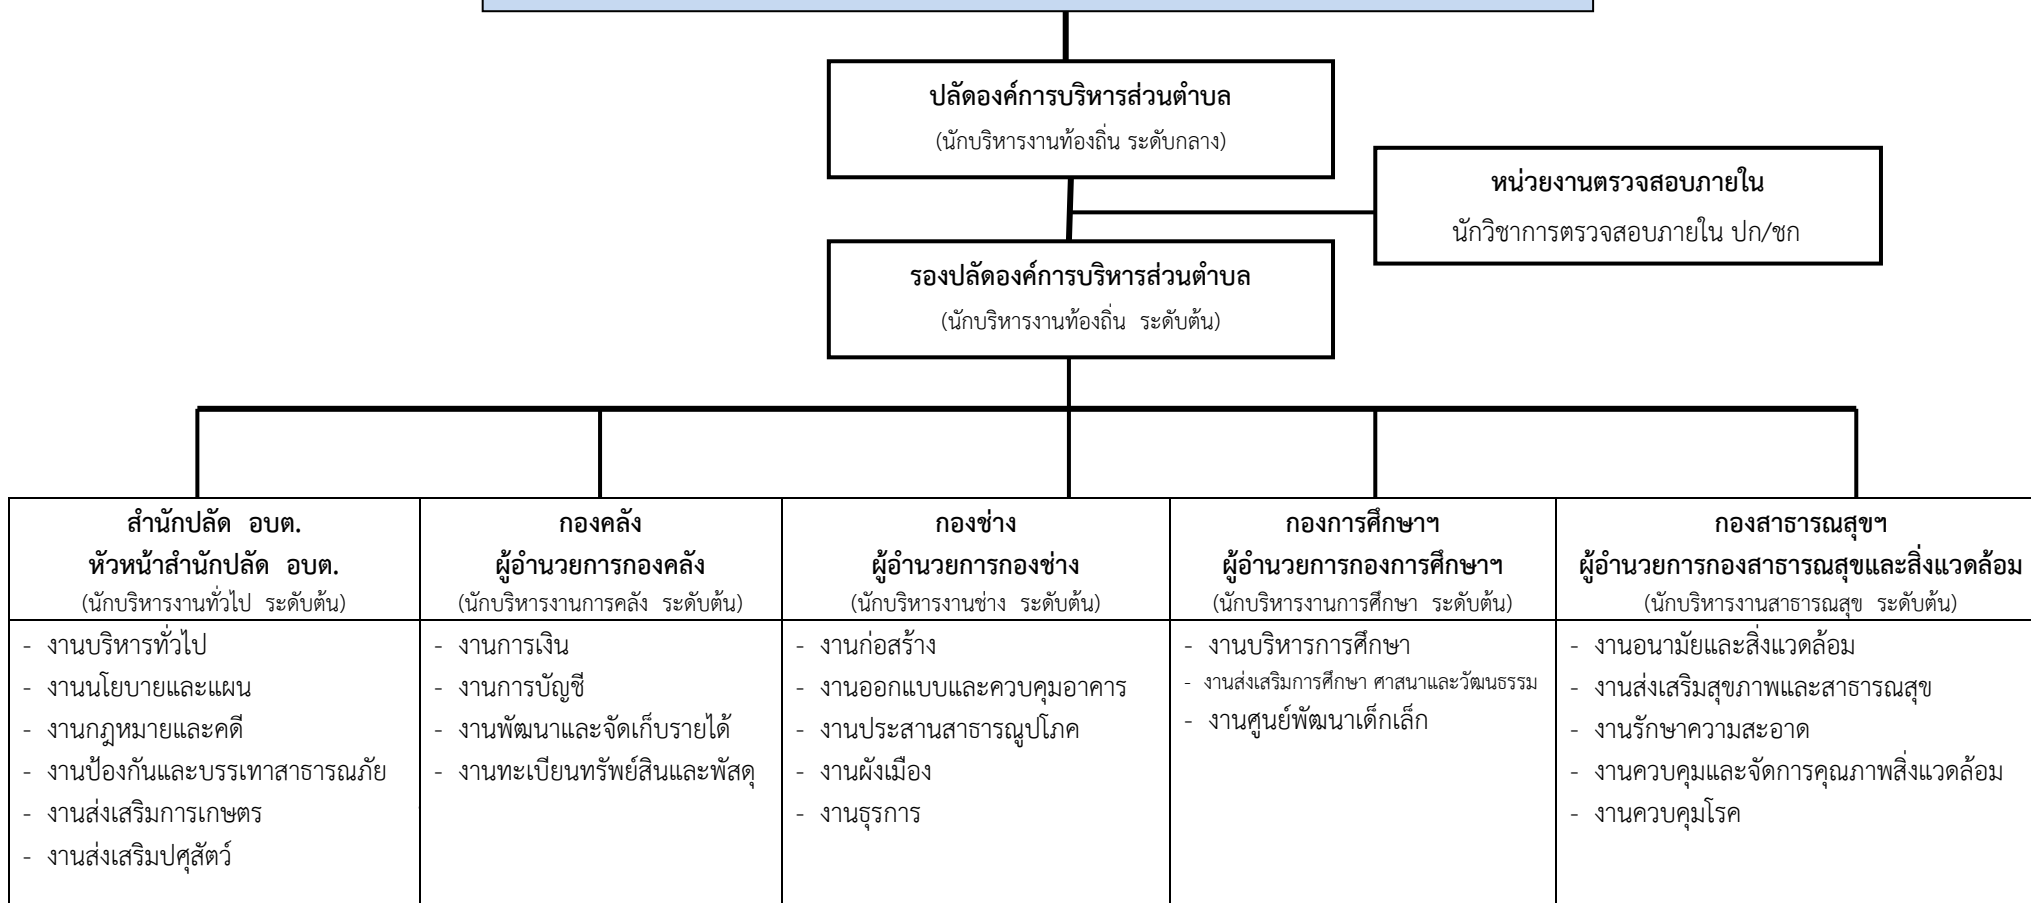 ปลัดองค์การบริหารส่วนตำบล
(นักบริหารงานท้องถิ่น ระดับกลาง)
หน่วยงานตรวจสอบภายใน
นักวิชาการตรวจสอบภายใน ปก/ชก
รองปลัดองค์การบริหารส่วนตำบล
(นักบริหารงานท้องถิ่น ระดับต้น)
สำนักปลัด อบต.
หัวหน้าสำนักปลัด อบต.
(นักบริหารงานทั่วไป ระดับต้น)
- งานบริหารทั่วไป
- งานนโยบายและแผน
- งานกฎหมายและคดี
- งานป้องกันและบรรเทาสาธารณภัย
- งานส่งเสริมการเกษตร
- งานส่งเสริมปศุสัตว์
กองคลัง
ผู้อำนวยการกองคลัง
(นักบริหารงานการคลัง ระดับต้น)
- งานการเงิน
- งานการบัญชี
- งานพัฒนาและจัดเก็บรายได้
- งานทะเบียนทรัพย์สินและพัสดุ
กองช่าง
ผู้อำนวยการกองช่าง
(นักบริหารงานช่าง ระดับต้น)
- งานก่อสร้าง
- งานออกแบบและควบคุมอาคาร
- งานประสานสาธารณูปโภค
- งานผังเมือง
- งานธุรการ
กองการศึกษาฯ
ผู้อำนวยการกองการศึกษาฯ
(นักบริหารงานการศึกษา ระดับต้น)
- งานบริหารการศึกษา
- งานส่งเสริมการศึกษา ศาสนาและวัฒนธรรม
- งานศูนย์พัฒนาเด็กเล็ก
กองสาธารณสุขฯ
ผู้อำนวยการกองสาธารณสุขและสิ่งแวดล้อม
(นักบริหารงานสาธารณสุข ระดับต้น)
- งานอนามัยและสิ่งแวดล้อม
- งานส่งเสริมสุขภาพและสาธารณสุข
- งานรักษาความสะอาด
- งานควบคุมและจัดการคุณภาพสิ่งแวดล้อม
- งานควบคุมโรค